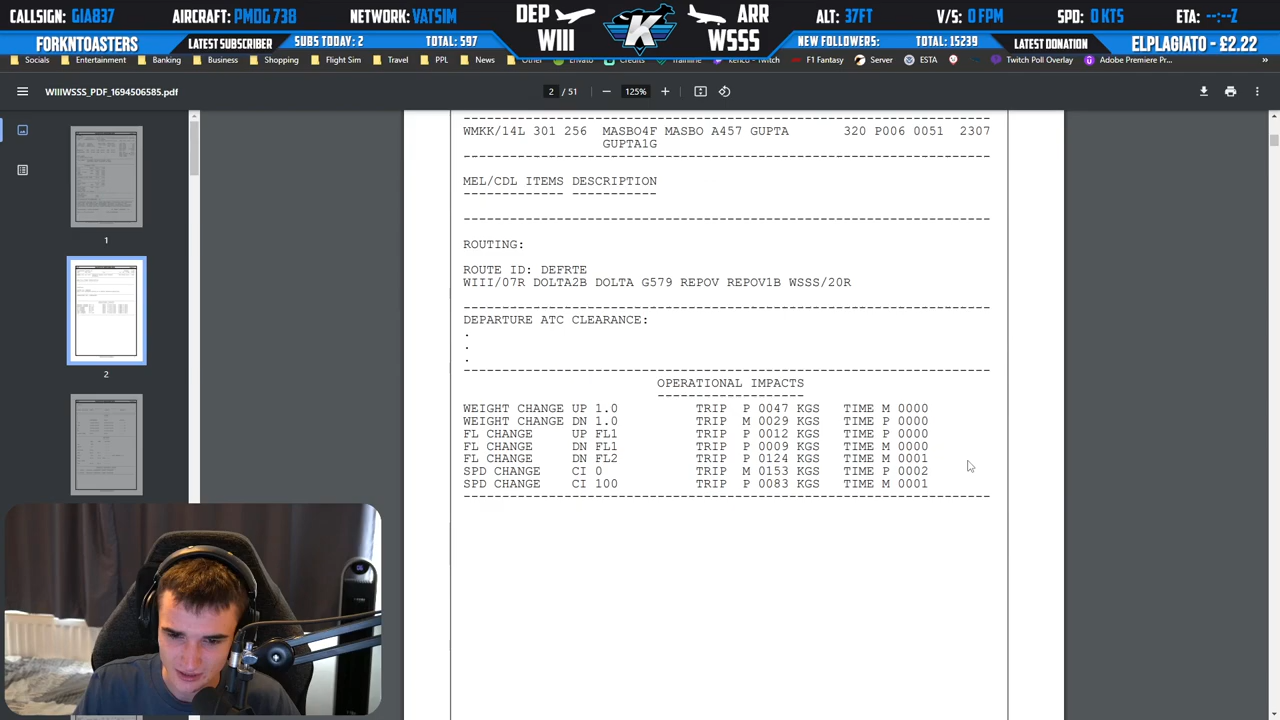 CALLSIGN: GIA837
AIRCRAFT: PMDG 738
NETWORK: VATSIM
DEP
WIII
K
ARR
WSSS
ALT: 37FT
V/S: 0 FPM
SPD: 0 KTS
ETA: --:--Z
FORKNTOASTERS
LATEST SUBSCRIBER
SUBS TODAY: 2
TOTAL: 597
NEW FOLLOWERS:
TOTAL: 15239
LATEST DONATION
ELPLAGIATO - £2.22
Socials
Entertainment
Banking
Business
Shopping
Flight Sim
Travel
PPL
News
Other
Envato
Credits
Trainline
kenco - Twitch
F1 Fantasy
Server
ESTA
Twitch Poll Overlay
Adobe Premiere Pr...
WIIIWSSS_PDF_1694506585.pdf
2 / 51
125%
1
2
WMKK/14L 301 256 MASBO4F MASBO A457 GUPTA 320 P006 0051 2307
GUPTA1G
MEL/CDL ITEMS DESCRIPTION
ROUTING:
ROUTE ID: DEFRTE
WIII/07R DOLTA2B DOLTA G579 REPOV REPOV1B WSSS/20R
DEPARTURE ATC CLEARANCE:
.
.
.
OPERATIONAL IMPACTS
WEIGHT CHANGE UP 1.0 TRIP P 0047 KGS TIME M 0000
WEIGHT CHANGE DN 1.0 TRIP M 0029 KGS TIME P 0000
FL CHANGE UP FL1 TRIP P 0012 KGS TIME P 0000
FL CHANGE DN FL1 TRIP P 0009 KGS TIME M 0000
FL CHANGE DN FL2 TRIP P 0124 KGS TIME M 0001
SPD CHANGE CI 0 TRIP M 0153 KGS TIME P 0002
SPD CHANGE CI 100 TRIP P 0083 KGS TIME M 0001